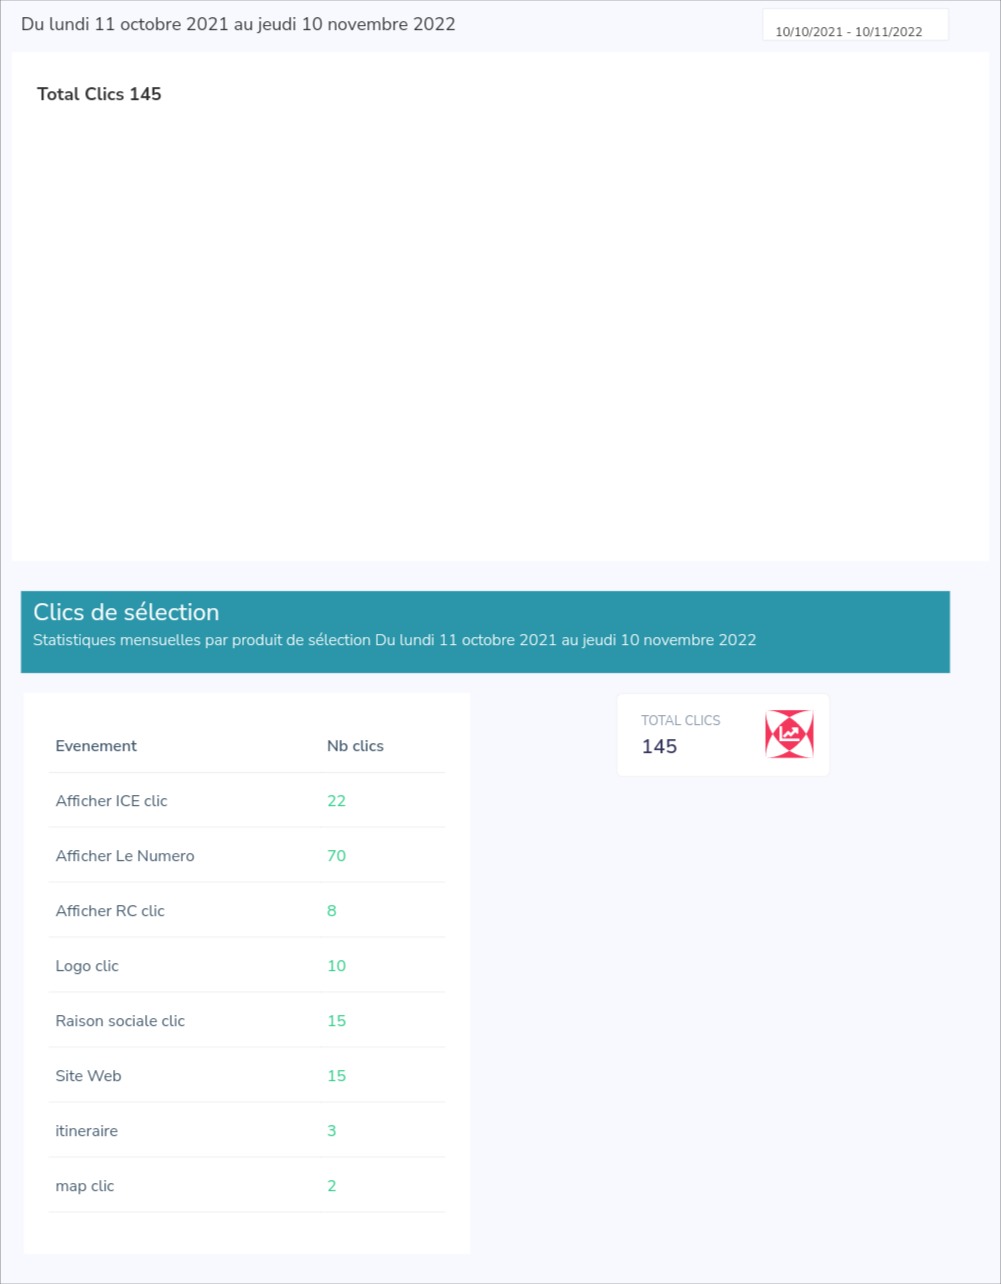 Du lundi 11 octobre 2021 au jeudi 10 novembre 2022
10/10/2021 - 10/11/2022
Total Clics 145
Clics de sélection
Statistiques mensuelles par produit de sélection Du lundi 11 octobre 2021 au jeudi 10 novembre 2022
TOTAL CLICS
145
Evenement Nb clics
Afficher ICE clic 22
Afficher Le Numero 70
Afficher RC clic 8
Logo clic 10
Raison sociale clic 15
Site Web 15
itineraire 3
map clic 2